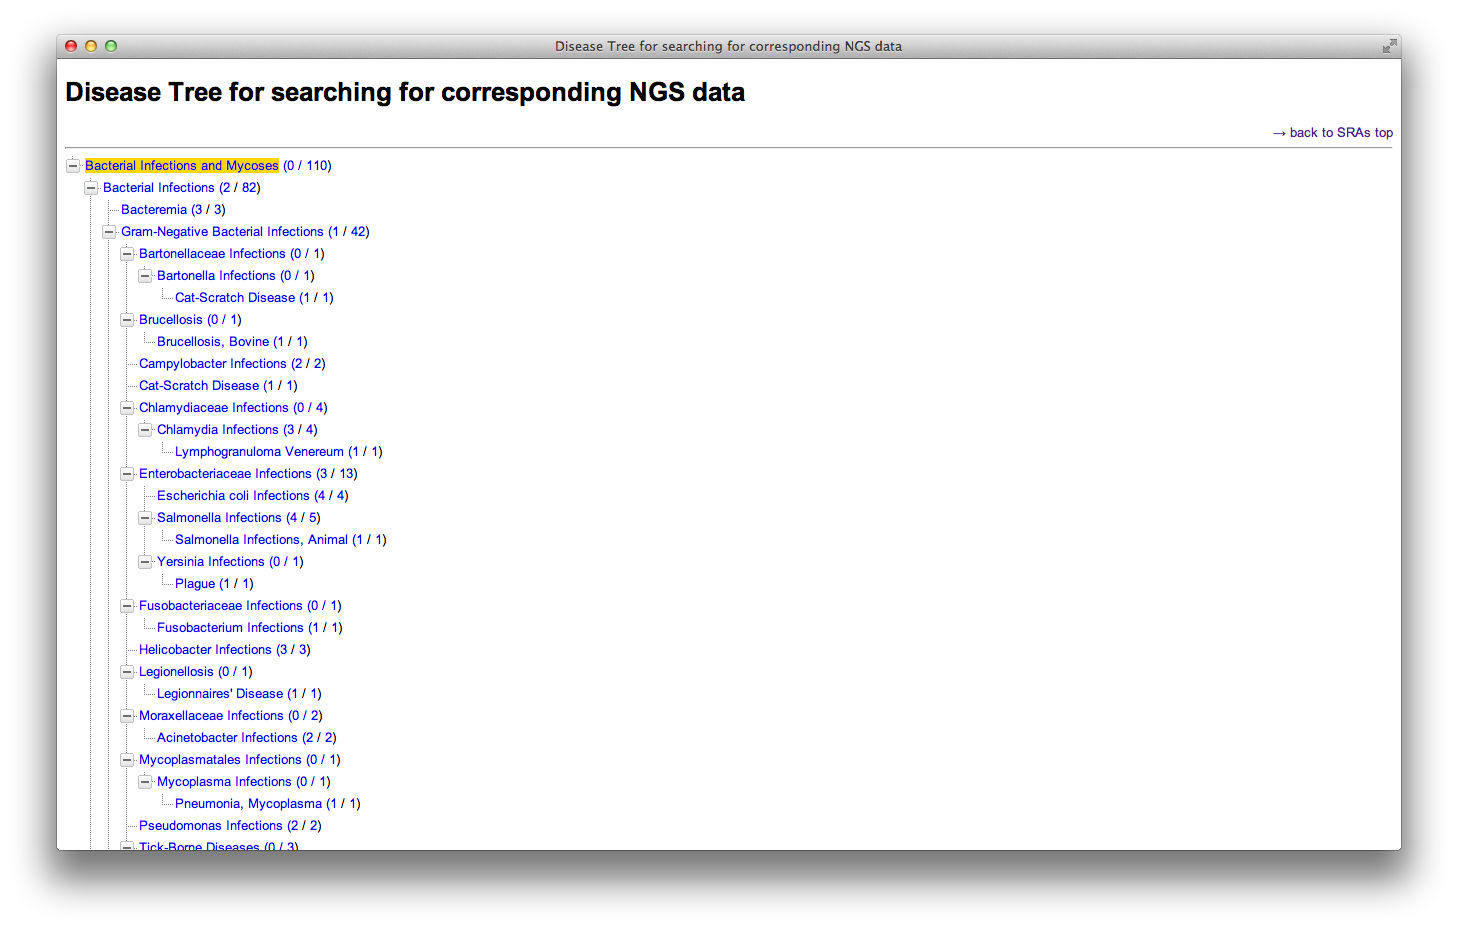 Disease Tree for searching for corresponding NGS data
Disease Tree for searching for corresponding NGS data
→ back to SRAs top
Bacterial Infections and Mycoses (0 / 110)
Bacterial Infections (2 / 82)
Bacteremia (3 / 3)
Gram-Negative Bacterial Infections (1 / 42)
Bartonellaceae Infections (0 / 1)
Bartonella Infections (0 / 1)
Cat-Scratch Disease (1 / 1)
Brucellosis (0 / 1)
Brucellosis, Bovine (1 / 1)
Campylobacter Infections (2 / 2)
Cat-Scratch Disease (1 / 1)
Chlamydiaceae Infections (0 / 4)
Chlamydia Infections (3 / 4)
Lymphogranuloma Venereum (1 / 1)
Enterobacteriaceae Infections (3 / 13)
Escherichia coli Infections (4 / 4)
Salmonella Infections (4 / 5)
Salmonella Infections, Animal (1 / 1)
Yersinia Infections (0 / 1)
Plague (1 / 1)
Fusobacteriaceae Infections (0 / 1)
Fusobacterium Infections (1 / 1)
Helicobacter Infections (3 / 3)
Legionellosis (0 / 1)
Legionnaires' Disease (1 / 1)
Moraxellaceae Infections (0 / 2)
Acinetobacter Infections (2 / 2)
Mycoplasmatales Infections (0 / 1)
Mycoplasma Infections (0 / 1)
Pneumonia, Mycoplasma (1 / 1)
Pseudomonas Infections (2 / 2)
Tick-Borne Diseases (0 / 3)